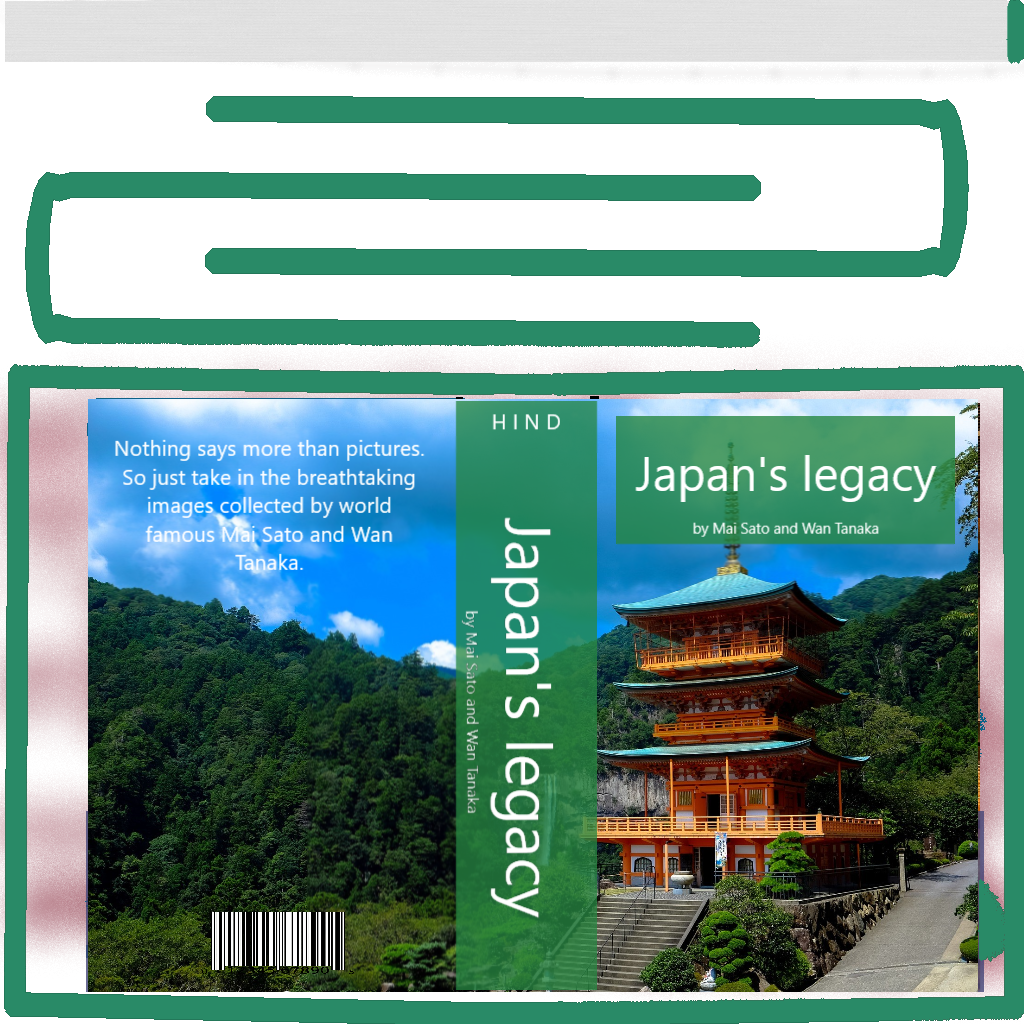 Nothing says more than pictures.
So just take in the breathtaking
images collected by world
famous Mai Sato and Wan
Tanaka.
HIND
Japan's legacy
by Mai Sato and Wan Tanaka
Japan's legacy
by Mai Sato and Wan Tanaka